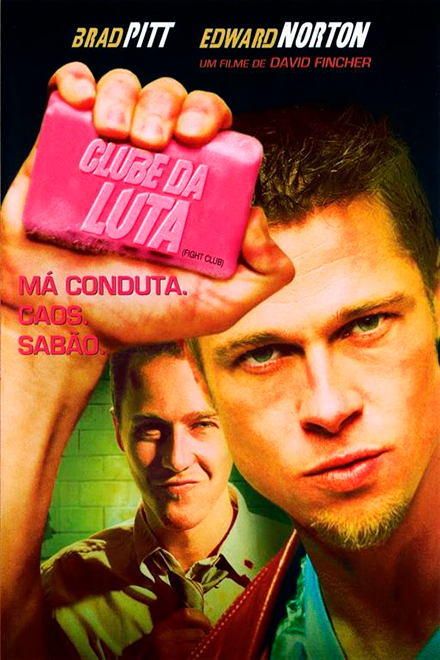 BRAD PITT EDWARD NORTON
UM FILME DE DAVID FINCHER
CLUBE DA
LUTA
(FIGHT CLUB)
MÁ CONDUTA.
CAOS.
SABÃO.